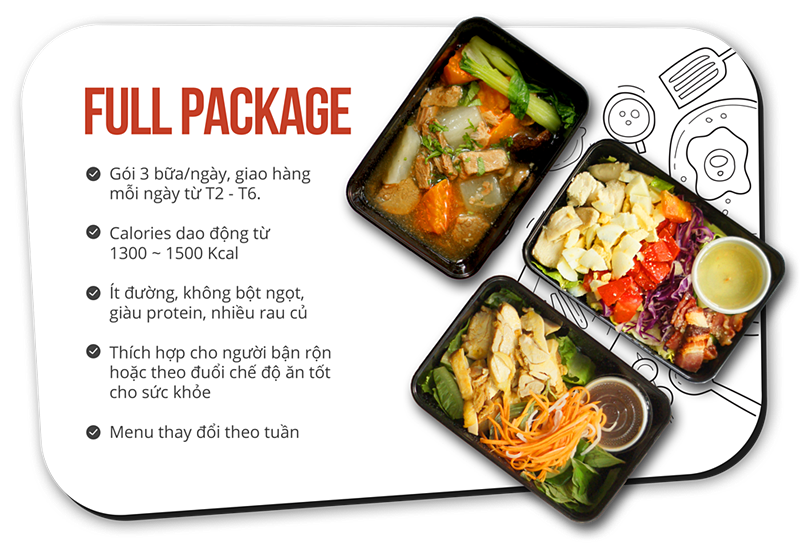 FULL PACKAGE
Gói 3 bữa/ngày, giao hàng
mỗi ngày từ T2 - T6.
Calories dao động từ
1300 ~ 1500 Kcal
Ít đường, không bột ngọt,
giàu protein, nhiều rau củ
Thích hợp cho người bận rộn
hoặc theo đuổi chế độ ăn tốt
cho sức khỏe
Menu thay đổi theo tuần